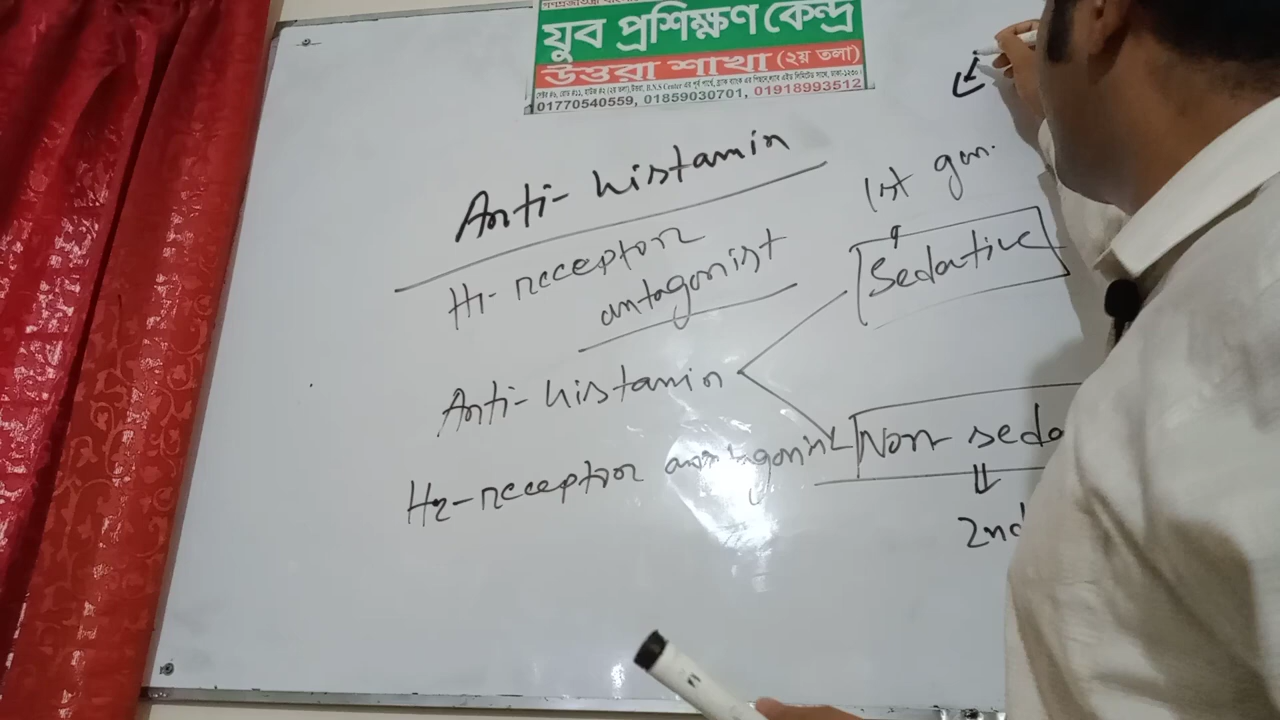 যুব প্রশিক্ষণ কেন্দ্র
উত্তরা শাখা (২য় তলা)
01770540559, 01859030701, 01918993512
Anti-histamin
H1-receptor
antagonist
1st gen.
Sedative
Anti-histamin
Non-seda
H2-receptor antagonist
2nd